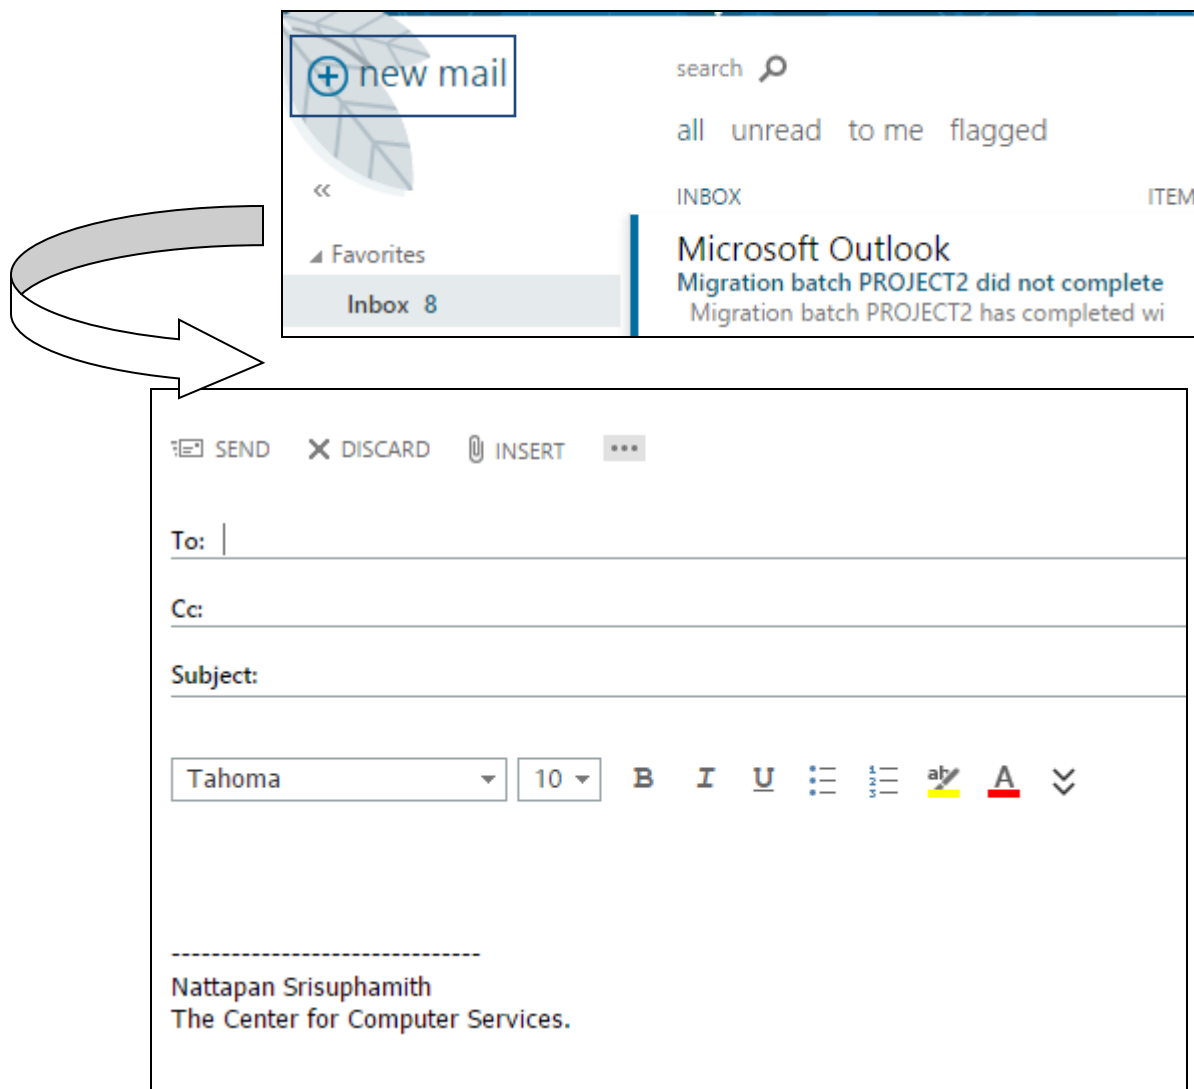 new mail
search
all unread to me flagged
INBOX ITEM
Favorites
Microsoft Outlook
Migration batch PROJECT2 did not complete
Inbox 8
Migration batch PROJECT2 has completed wi
SEND DISCARD INSERT
To:
Cc:
Subject:
Tahoma 10 B I U ab A
-------------------------------
Nattapan Srisuphamith
The Center for Computer Services.